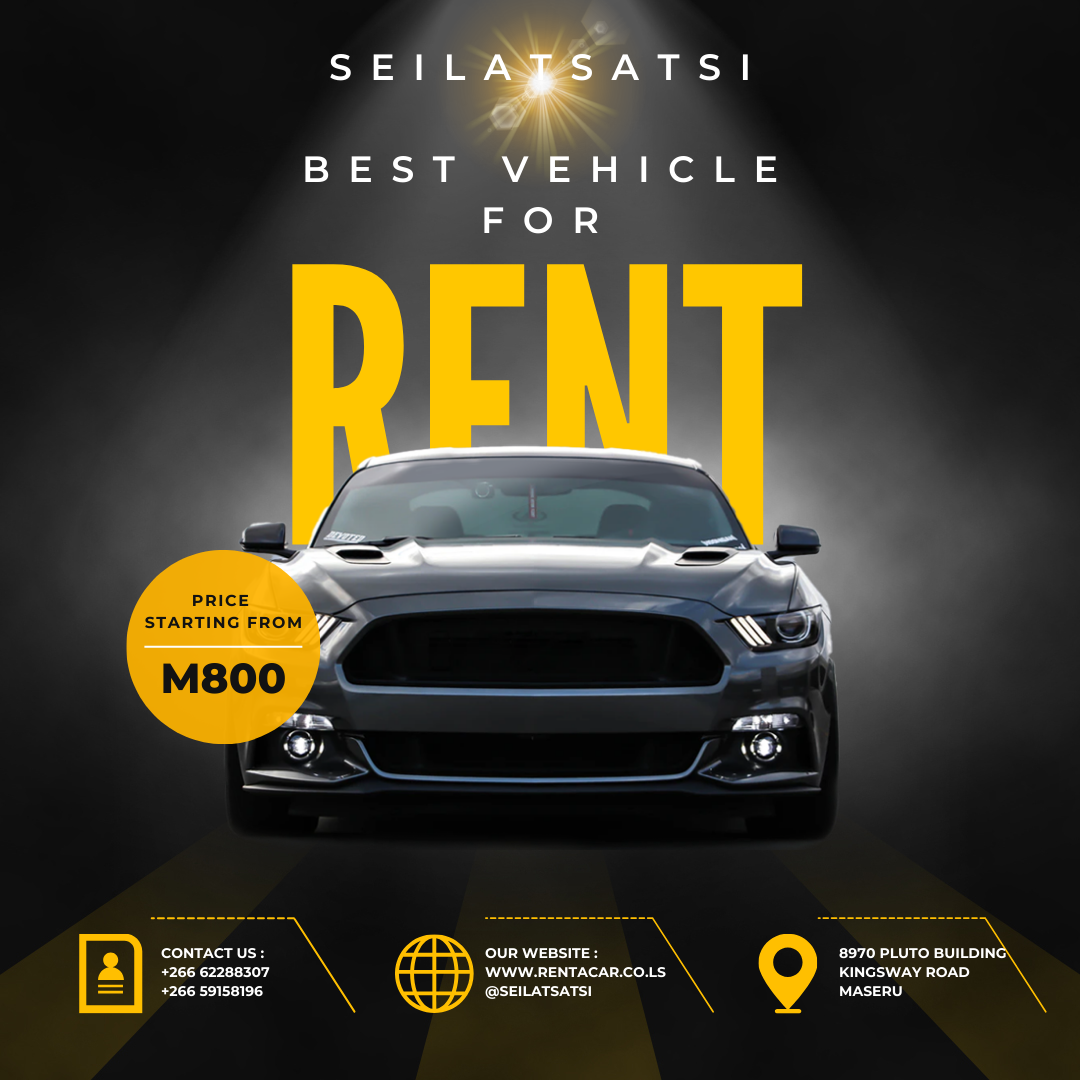 SEILATSATSI
BEST VEHICLE
FOR
RENT
PRICE
STARTING FROM
M800
CONTACT US :
+266 62288307
+266 59158196
OUR WEBSITE :
WWW.RENTACAR.CO.LS
@SEILATSATSI
8970 PLUTO BUILDING
KINGSWAY ROAD
MASERU